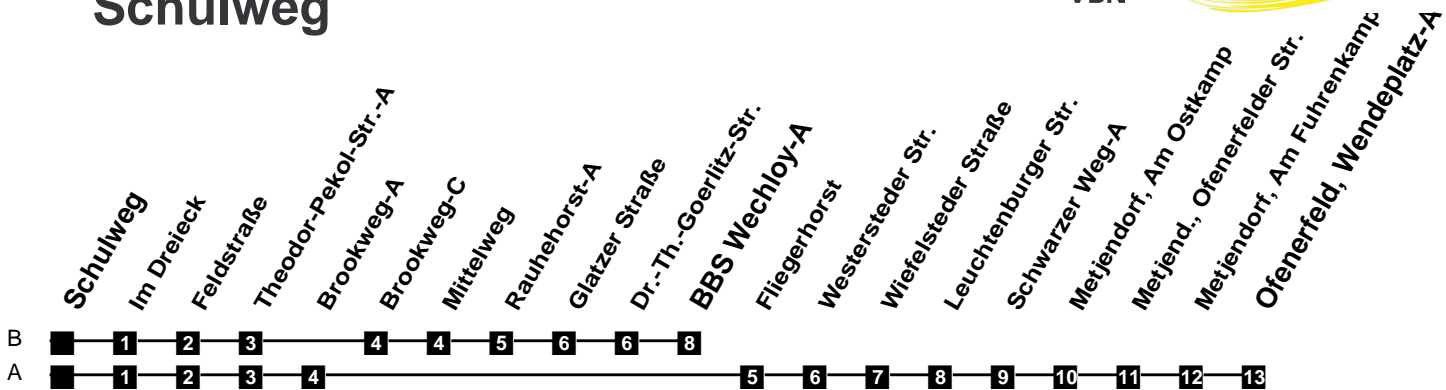 Schulweg
VBN
Schulweg
Im Dreieck
Feldstraße
Theodor-Pekol-Str.-A
Brookweg-A
Brookweg-C
Mittelweg
Rauhehorst-A
Glatzer Straße
Dr.-Th.-Goerlitz-Str.
BBS Wechloy-A
Fliegerhorst
Westersteder Str.
Wiefelsteder Straße
Leuchtenburger Str.
Schwarzer Weg-A
Metjendorf, Am Ostkamp
Metjend., Ofenerfelder Str.
Metjendorf, Am Fuhrenkamp
Ofenerfeld, Wendeplatz-A
B 1 2 3 4 4 5 6 6 8
A 1 2 3 4 5 6 7 8 9 10 11 12 13